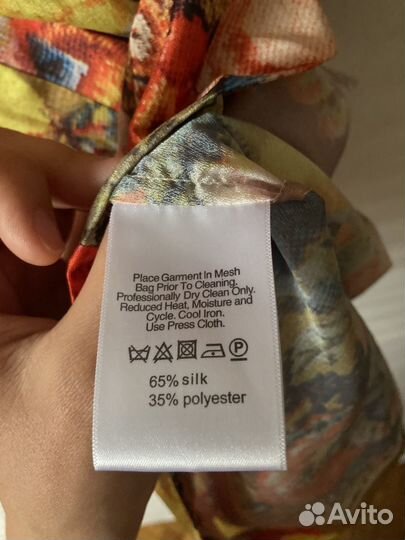 Place Garment In Mesh
Bag Prior To Cleaning.
Professionally Dry Clean Only.
Reduced Heat, Moisture and
Cycle. Cool Iron.
Use Press Cloth.
P
65% silk
35% polyester
Avito